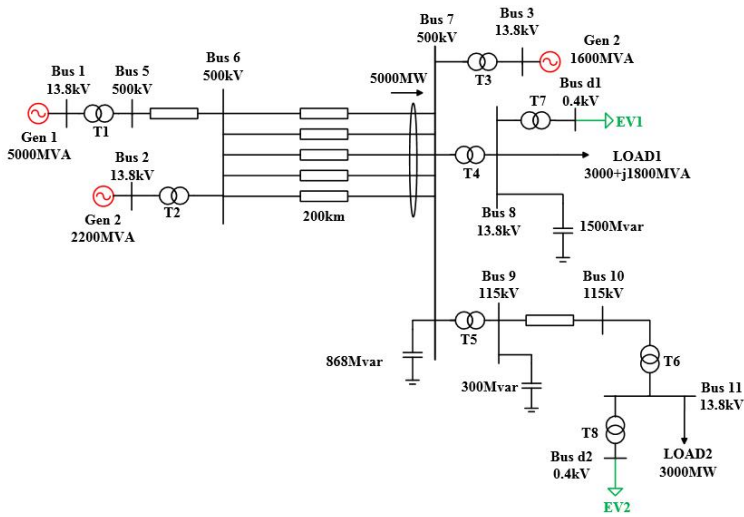 Bus 7
500kV
Bus 3
13.8kV
Gen 2
1600MVA
T3
Bus 6
500kV
5000MW
Bus 1
13.8kV
Bus 5
500kV
Gen 1
5000MVA
T1
T7
Bus d1
0.4kV
EV1
Bus 2
13.8kV
Gen 2
2200MVA
T2
200km
T4
LOAD1
3000+j1800MVA
Bus 8
13.8kV
1500Mvar
Bus 9
115kV
Bus 10
115kV
T5
868Mvar
300Mvar
T6
Bus 11
13.8kV
T8
Bus d2
0.4kV
LOAD2
3000MW
EV2